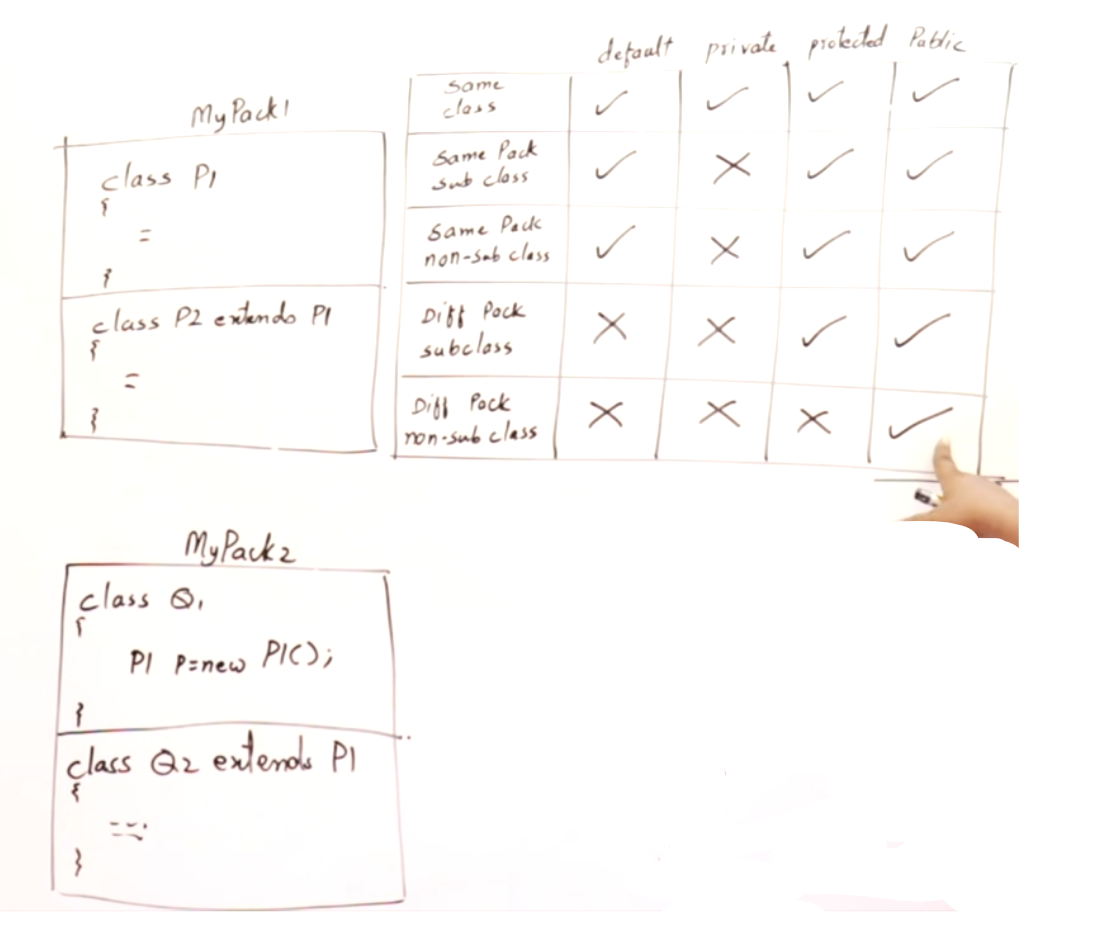 default private protected Public
Same class ✓ ✓ ✓ ✓
Same Pack sub class ✓ ✗ ✓ ✓
Same Pack non-sub class ✓ ✗ ✓ ✓
Diff Pack subclass ✗ ✗ ✓ ✓
Diff Pack non-sub class ✗ ✗ ✗ ✓
MyPack1
class P1
{
=
}
class P2 extends P1
{
=
}
MyPack2
class Q1
{
P1 p=new P1();
}
class Q2 extends P1
{
}